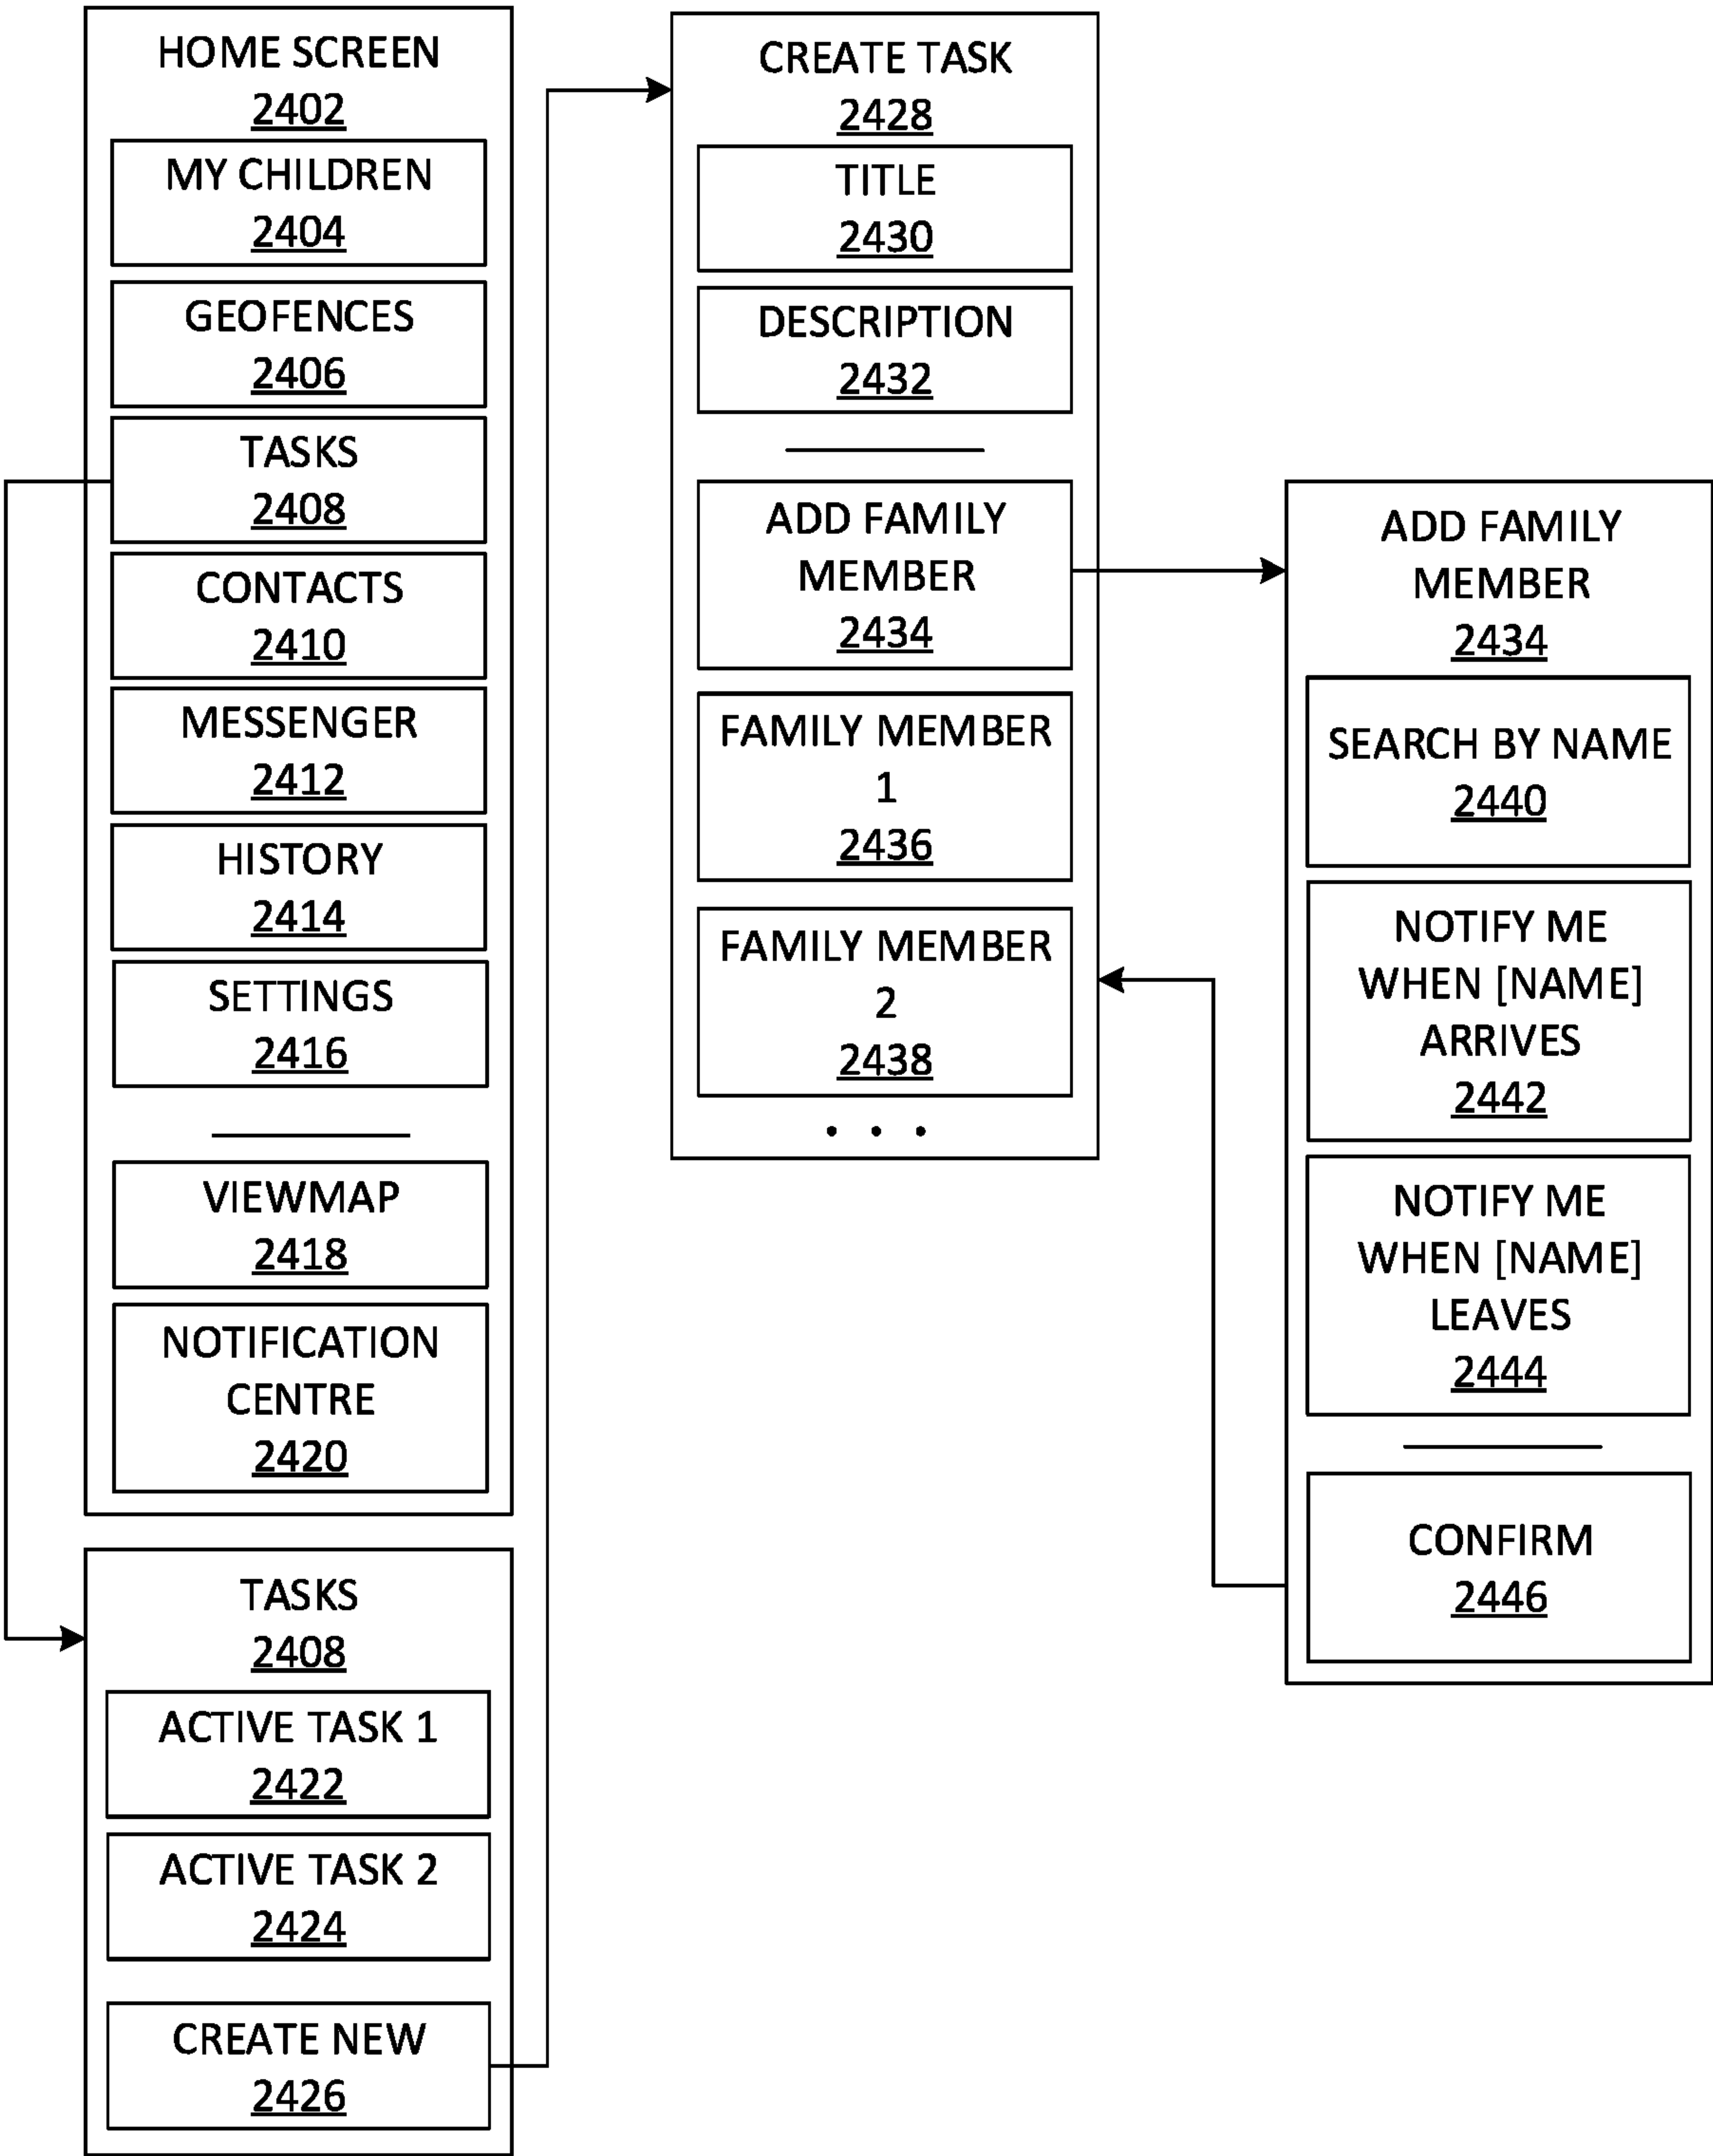 HOME SCREEN
2402
MY CHILDREN
2404
GEOFENCES
2406
TASKS
2408
CONTACTS
2410
MESSENGER
2412
HISTORY
2414
SETTINGS
2416
VIEWMAP
2418
NOTIFICATION
CENTRE
2420
TASKS
2408
ACTIVE TASK 1
2422
ACTIVE TASK 2
2424
CREATE NEW
2426
CREATE TASK
2428
TITLE
2430
DESCRIPTION
2432
ADD FAMILY
MEMBER
2434
FAMILY MEMBER
1
2436
FAMILY MEMBER
2
2438
. . .
ADD FAMILY
MEMBER
2434
SEARCH BY NAME
2440
NOTIFY ME
WHEN [NAME]
ARRIVES
2442
NOTIFY ME
WHEN [NAME]
LEAVES
2444
CONFIRM
2446